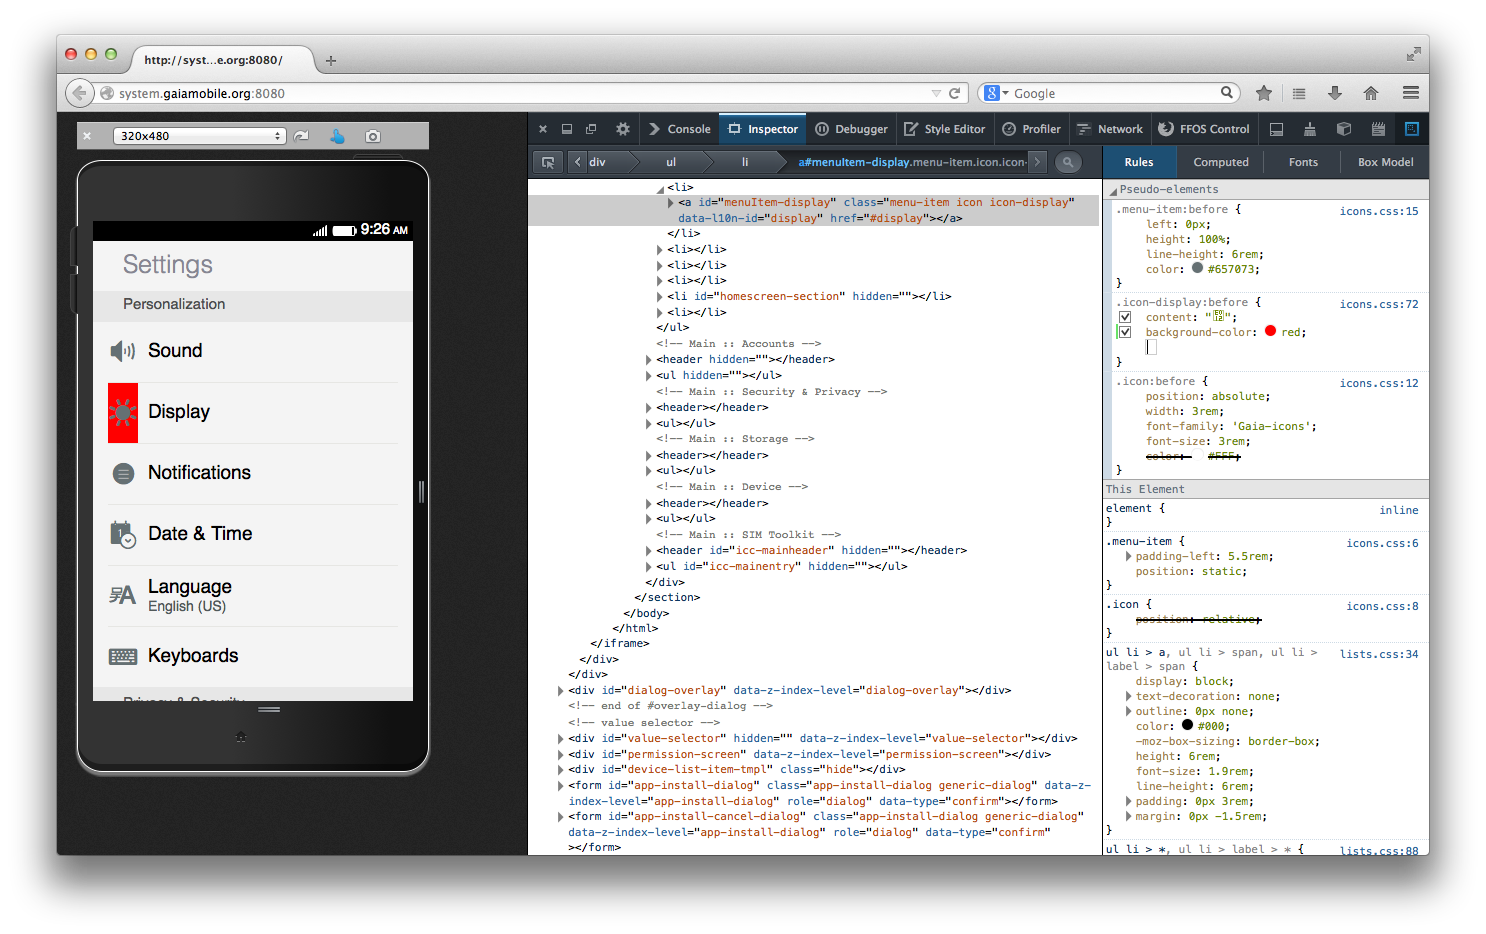 http://syst...e.org:8080/
system.gaiamobile.org:8080
Google
320x480
Console
Inspector
Debugger
Style Editor
Profiler
Network
FFOS Control
div
ul
li
a#menuItem-display.menu-item.icon.icon-
Rules
Computed
Fonts
Box Model
9:26 AM
Settings
Personalization
Sound
Display
Notifications
Date & Time
Language
English (US)
Keyboards
Privacy & Security
<li>
<a id="menuItem-display" class="menu-item icon icon-display"
data-l10n-id="display" href="#display"></a>
</li>
<li></li>
<li></li>
<li></li>
<li id="homescreen-section" hidden=""></li>
<li></li>
</ul>
<!-- Main :: Accounts -->
<header hidden=""></header>
<ul hidden=""></ul>
<!-- Main :: Security & Privacy -->
<header></header>
<ul></ul>
<!-- Main :: Storage -->
<header></header>
<ul></ul>
<!-- Main :: Device -->
<header></header>
<ul></ul>
<!-- Main :: SIM Toolkit -->
<header id="icc-mainheader" hidden=""></header>
<ul id="icc-mainentry" hidden=""></ul>
</div>
</section>
</body>
</html>
</iframe>
</div>
</div>
<div id="dialog-overlay" data-z-index-level="dialog-overlay"></div>
<!-- end of #overlay-dialog -->
<!-- value selector -->
<div id="value-selector" hidden="" data-z-index-level="value-selector"></div>
<div id="permission-screen" data-z-index-level="permission-screen"></div>
<div id="device-list-item-tmpl" class="hide"></div>
<form id="app-install-dialog" class="app-install-dialog generic-dialog" data-z-
index-level="app-install-dialog" role="dialog" data-type="confirm"></form>
<form id="app-install-cancel-dialog" class="app-install-dialog generic-dialog"
data-z-index-level="app-install-dialog" role="dialog" data-type="confirm"
></form>
Pseudo-elements
.menu-item:before { icons.css:15
left: 0px;
height: 100%;
line-height: 6rem;
color: #657073;
}
.icon-display:before { icons.css:72
content: "";
background-color: red;
}
.icon:before { icons.css:12
position: absolute;
width: 3rem;
font-family: 'Gaia-icons';
font-size: 3rem;
color: #FFF;
}
This Element
element { inline
}
.menu-item { icons.css:6
padding-left: 5.5rem;
position: static;
}
.icon { icons.css:8
position: relative;
}
ul li > a, ul li > span, ul li > lists.css:34
label > span {
display: block;
text-decoration: none;
outline: 0px none;
color: #000;
-moz-box-sizing: border-box;
height: 6rem;
font-size: 1.9rem;
line-height: 6rem;
padding: 0px 3rem;
margin: 0px -1.5rem;
}
ul li > *, ul li > label > * { lists.css:88